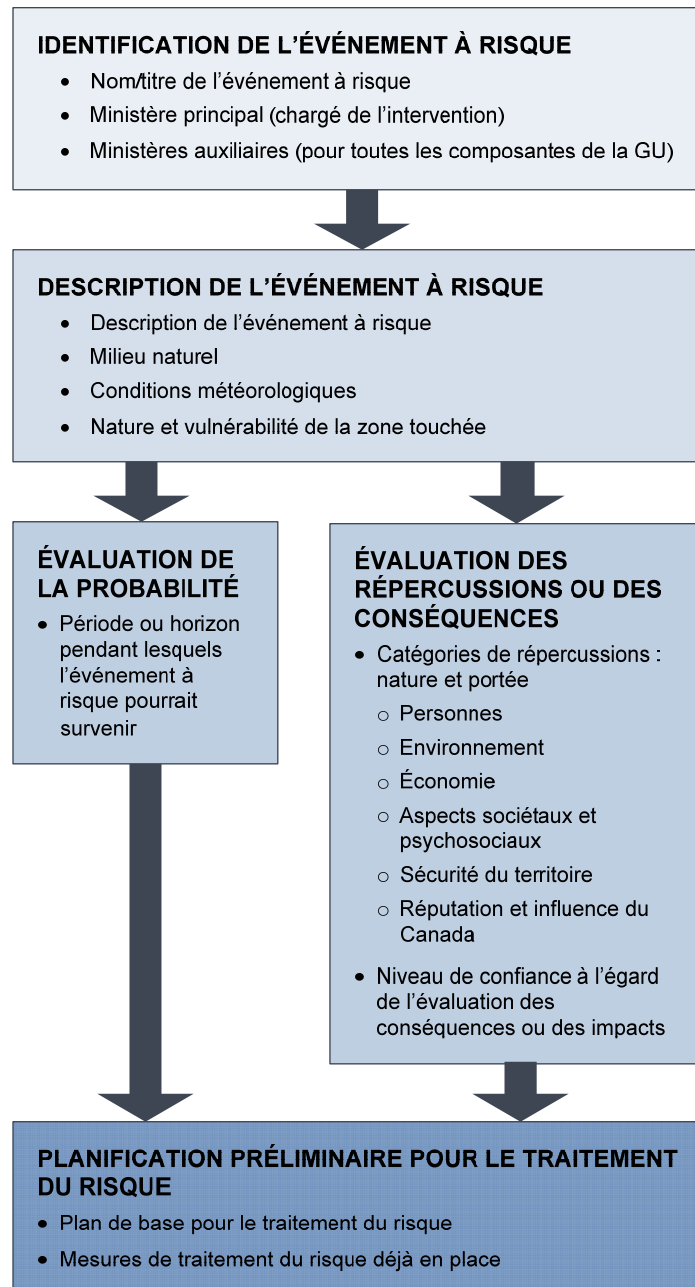 IDENTIFICATION DE L'ÉVÉNEMENT À RISQUE
• Nom/titre de l'événement à risque
• Ministère principal (chargé de l'intervention)
• Ministères auxiliaires (pour toutes les composantes de la GU)
DESCRIPTION DE L'ÉVÉNEMENT À RISQUE
• Description de l'événement à risque
• Milieu naturel
• Conditions météorologiques
• Nature et vulnérabilité de la zone touchée
ÉVALUATION DE
LA PROBABILITÉ
• Période ou horizon
pendant lesquels
l'événement à
risque pourrait
survenir
ÉVALUATION DES
RÉPERCUSSIONS OU DES
CONSÉQUENCES
• Catégories de répercussions :
nature et portée
o Personnes
o Environnement
o Économie
o Aspects sociétaux et
psychosociaux
o Sécurité du territoire
o Réputation et influence du
Canada
• Niveau de confiance à l'égard
de l'évaluation des
conséquences ou des impacts
PLANIFICATION PRÉLIMINAIRE POUR LE TRAITEMENT
DU RISQUE
• Plan de base pour le traitement du risque
• Mesures de traitement du risque déjà en place